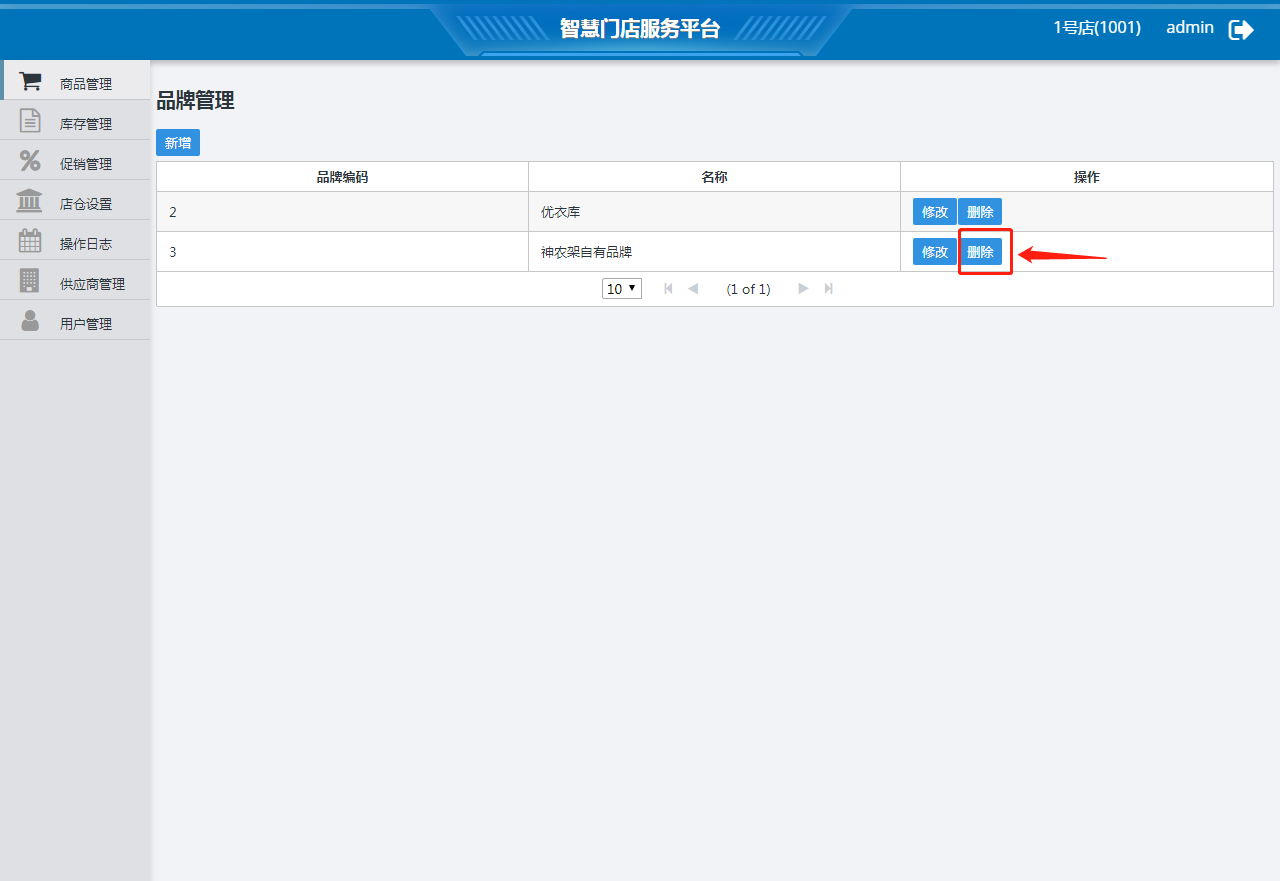 智慧门店服务平台
1号店(1001) admin
商品管理
库存管理
促销管理
店仓设置
操作日志
供应商管理
用户管理
品牌管理
新增
品牌编码 名称 操作
2 优衣库 修改 删除
3 神农架自有品牌 修改 删除
10 (1 of 1)